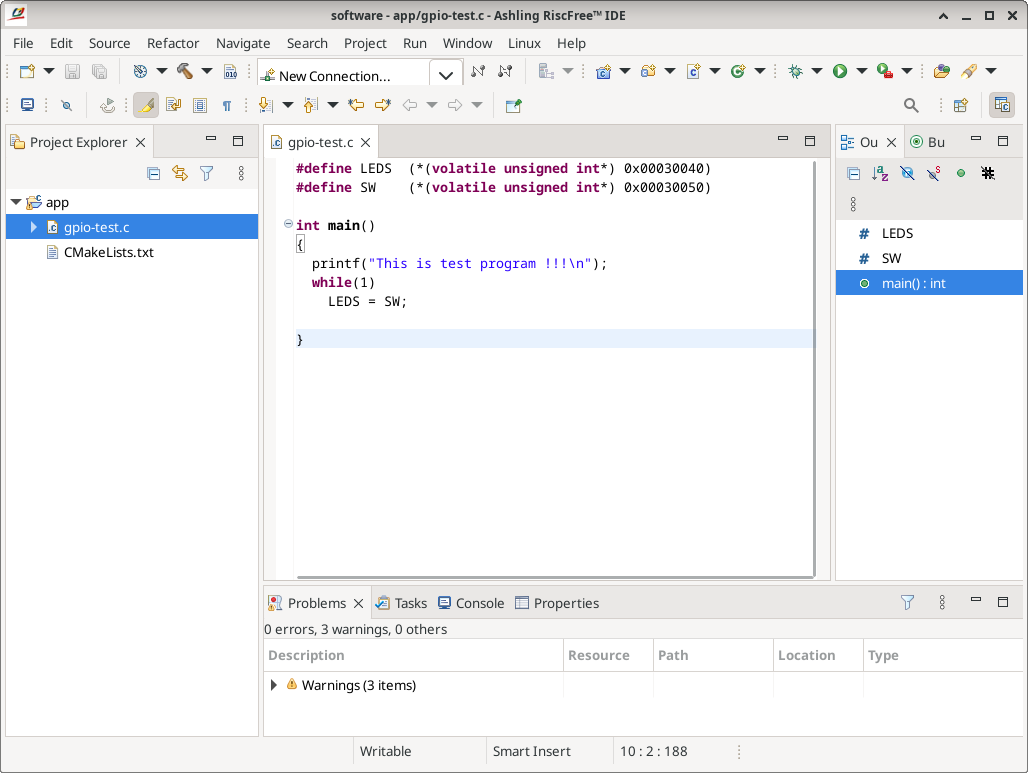 software - app/gpio-test.c - Ashling RiscFree™ IDE
File Edit Source Refactor Navigate Search Project Run Window Linux Help
New Connection...
Project Explorer
app
gpio-test.c
CMakeLists.txt
gpio-test.c
#define LEDS  (*(volatile unsigned int*) 0x00030040)
#define SW    (*(volatile unsigned int*) 0x00030050)
int main()
{
  printf("This is test program !!!\n");
  while(1)
    LEDS = SW;
}
Ou Bu
LEDS
SW
main() : int
Problems Tasks Console Properties
0 errors, 3 warnings, 0 others
Description Resource Path Location Type
Warnings (3 items)
Writable Smart Insert 10 : 2 : 188